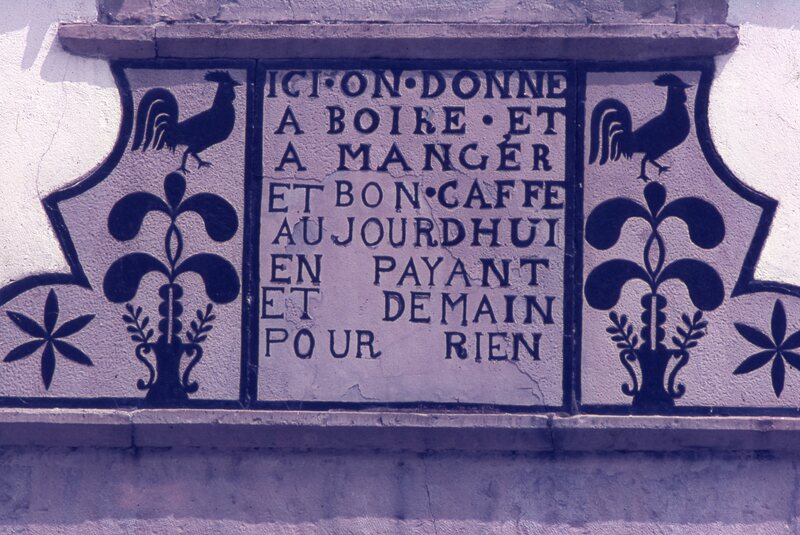 ICI·ON·DONNE
A BOIRE·ET
A MANGER
ET BON·CAFFE
AUJOURDHUI
EN PAYANT
ET DEMAIN
POUR RIEN